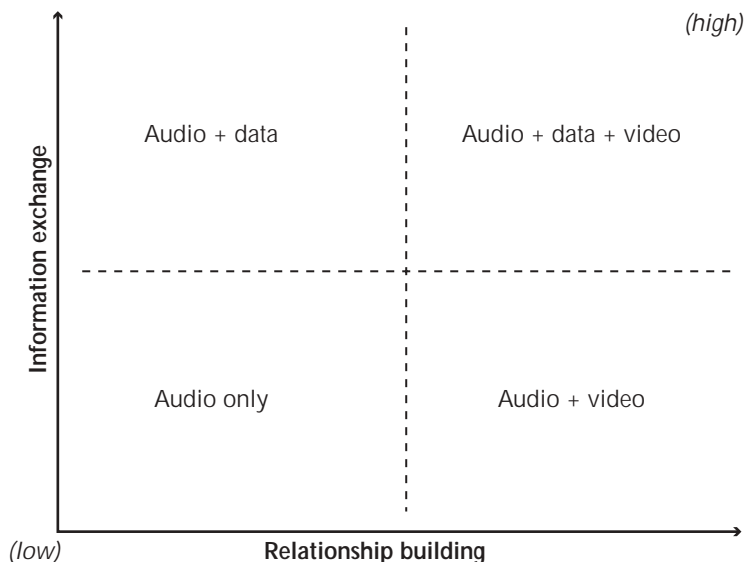 (high)
Audio + data
Audio + data + video
Information exchange
Audio only
Audio + video
(low)
Relationship building